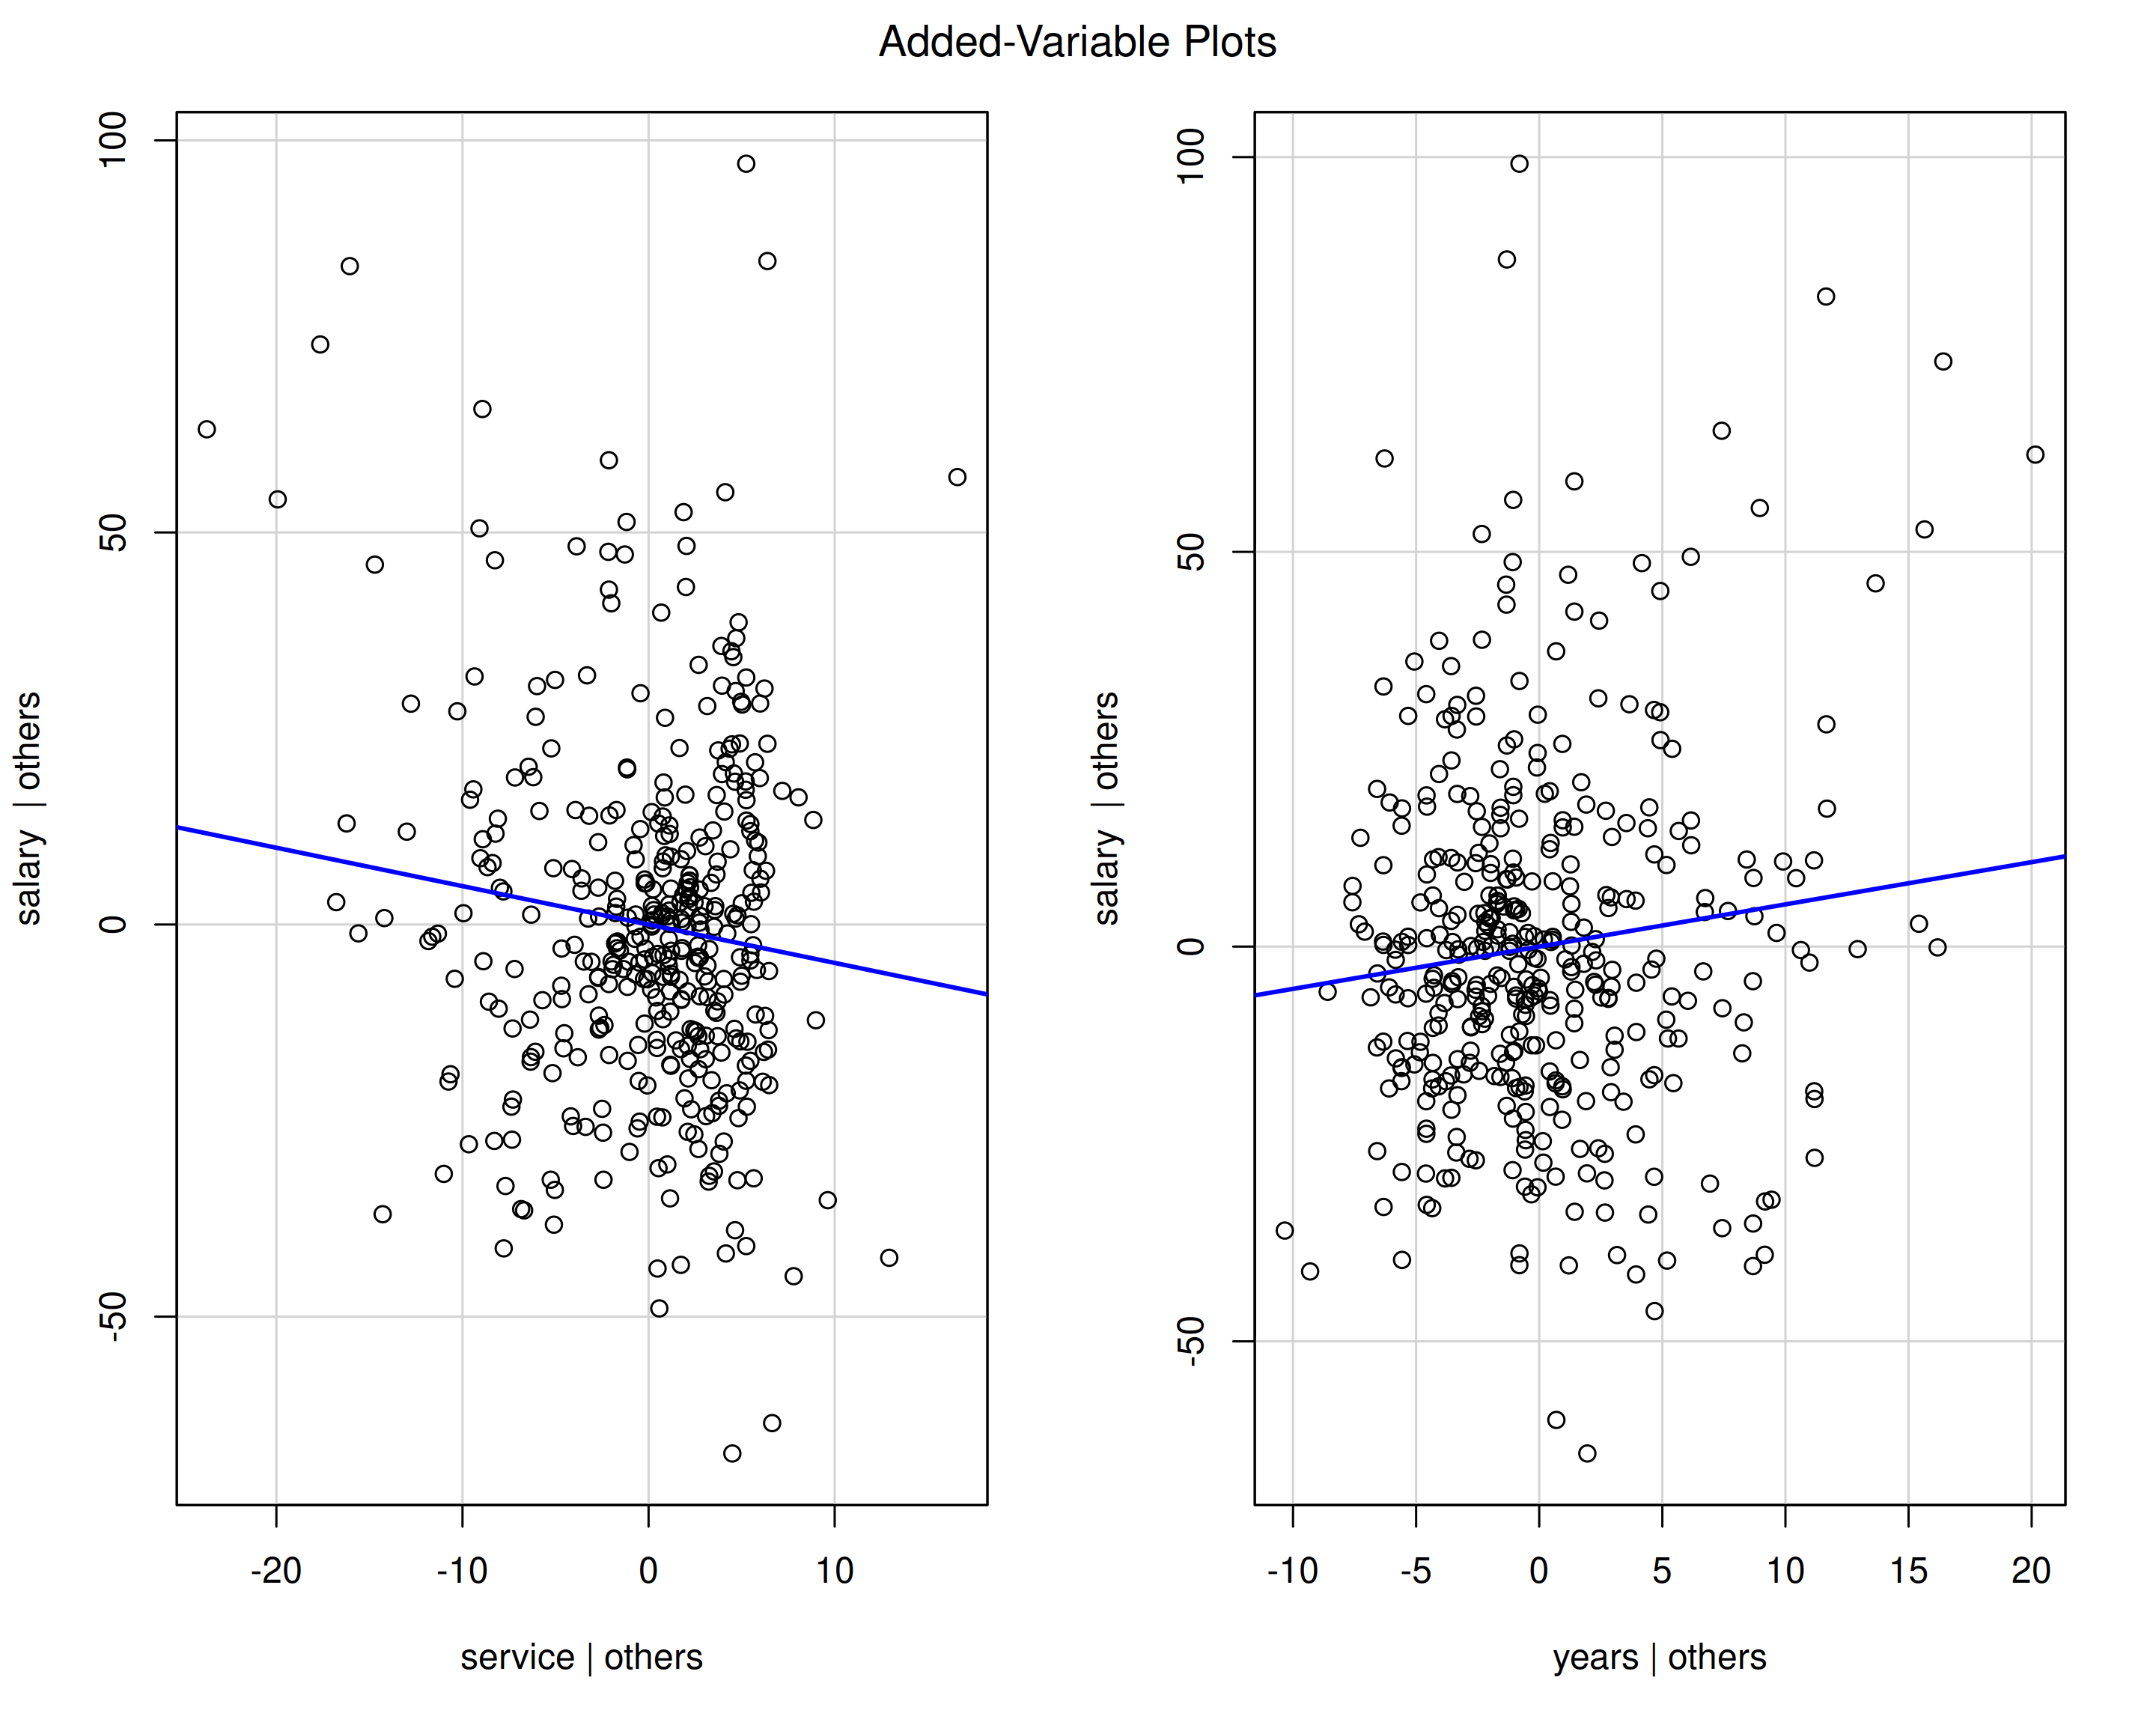 Added-Variable Plots
salary | others
100
50
0
-50
-20 -10 0 10
service | others
salary | others
100
50
0
-50
-10 -5 0 5 10 15 20
years | others